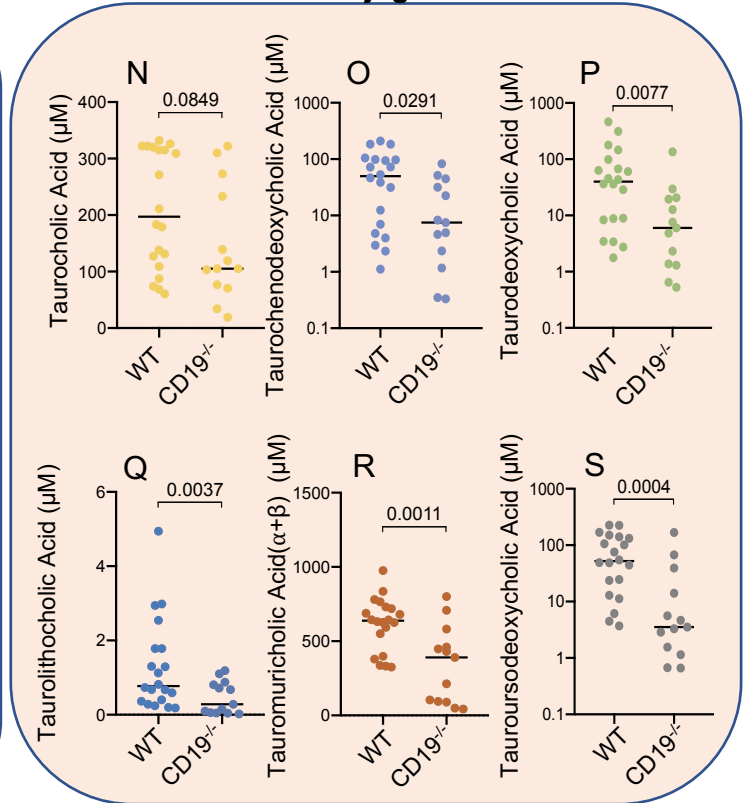 N
O
P
Taurocholic Acid (μM)
400
300
200
100
0
0.0849
WT
CD19-/-
Taurochenodeoxycholic Acid (μM)
1000
100
10
1
0.1
0.0291
WT
CD19-/-
Taurodeoxycholic Acid (μM)
1000
100
10
1
0.1
0.0077
WT
CD19-/-
Q
R
S
Taurolithocholic Acid (μM)
6
4
2
0
0.0037
WT
CD19-/-
Tauromuricholic Acid(α+β) (μM)
1500
1000
500
0
0.0011
WT
CD19-/-
Tauroursodeoxycholic Acid (μM)
1000
100
10
1
0.1
0.0004
WT
CD19-/-